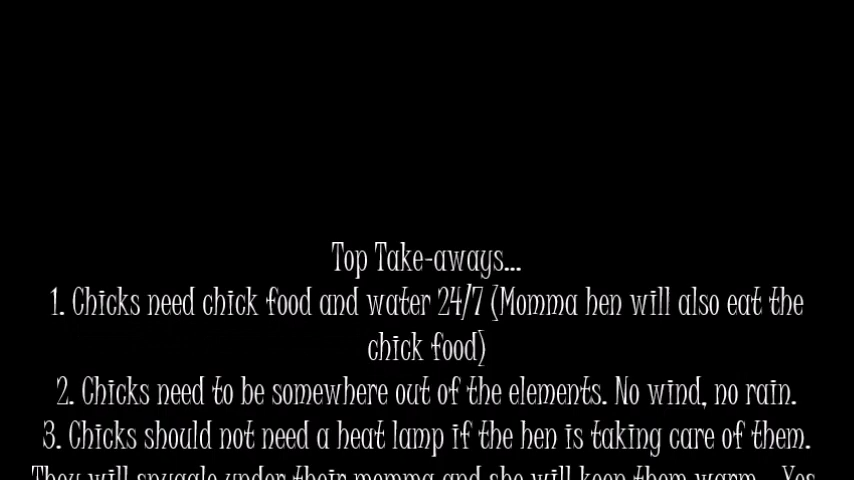 Top Take-aways...
1. Chicks need chick food and water 24/7 (Momma hen will also eat the
chick food)
2. Chicks need to be somewhere out of the elements. No wind, no rain.
3. Chicks should not need a heat lamp if the hen is taking care of them.
They will snuggle under their momma and she will keep them warm... Yes